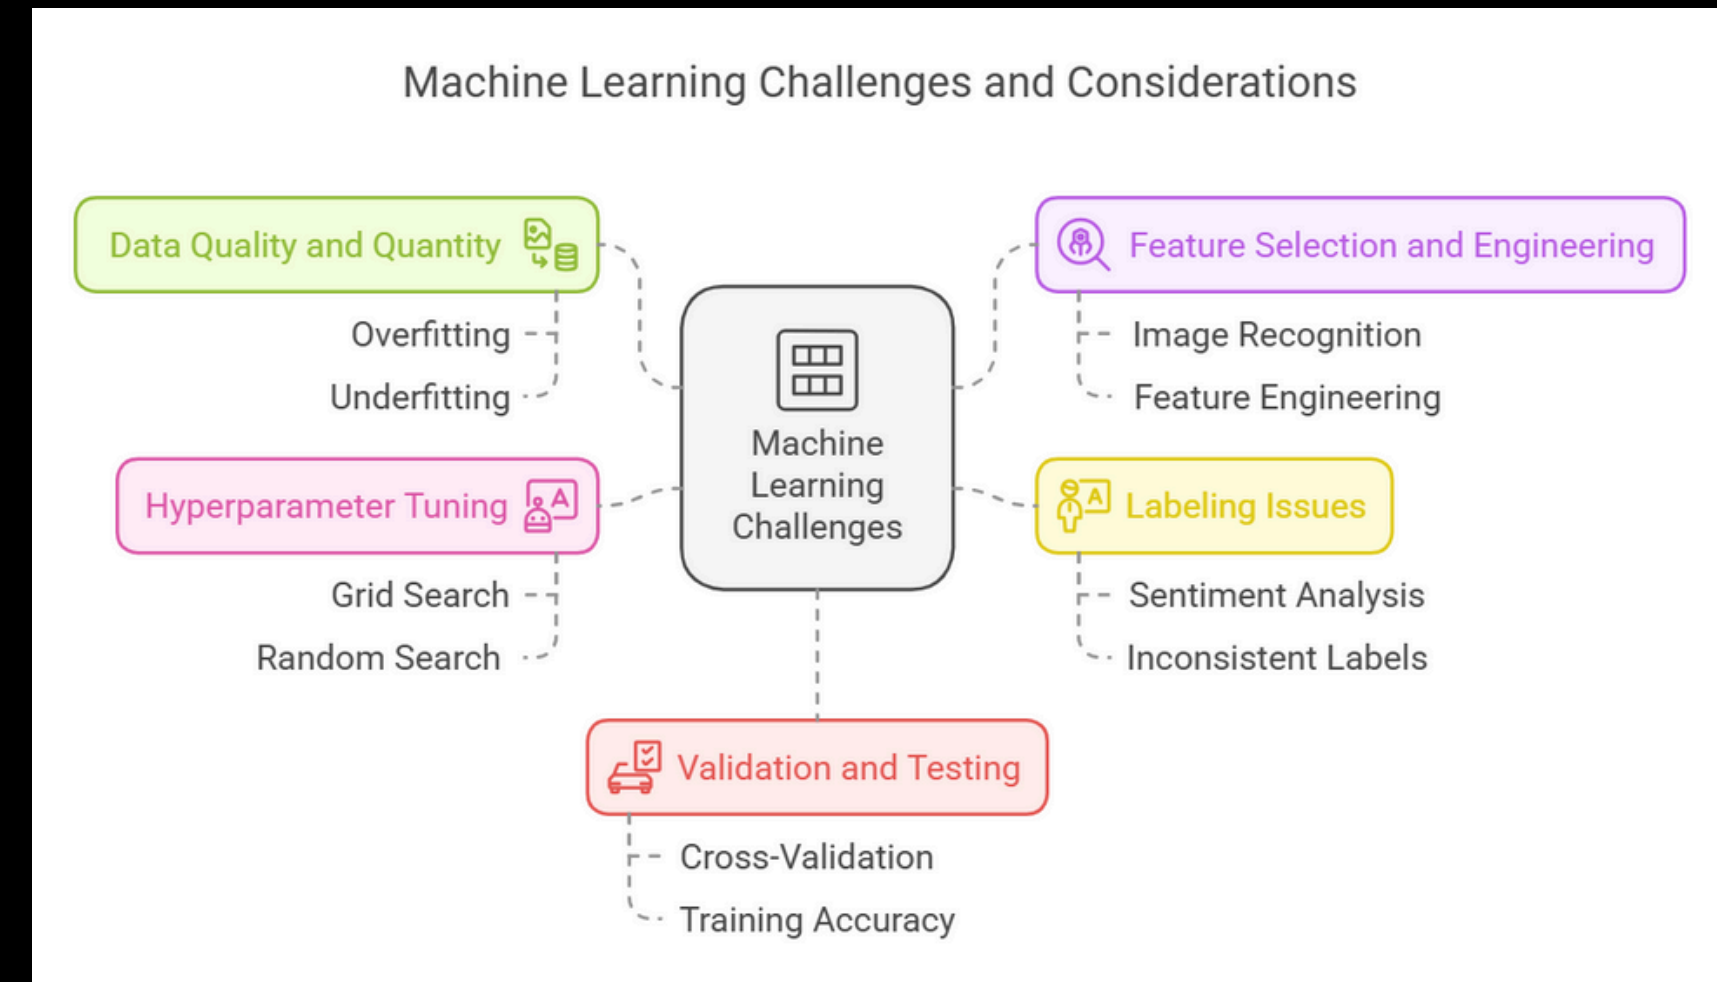 Machine Learning Challenges and Considerations
Data Quality and Quantity
Overfitting
Underfitting
Hyperparameter Tuning
A
Grid Search
Random Search
Machine
Learning
Challenges
Feature Selection and Engineering
Image Recognition
Feature Engineering
A
Labeling Issues
Sentiment Analysis
Inconsistent Labels
Validation and Testing
Cross-Validation
Training Accuracy